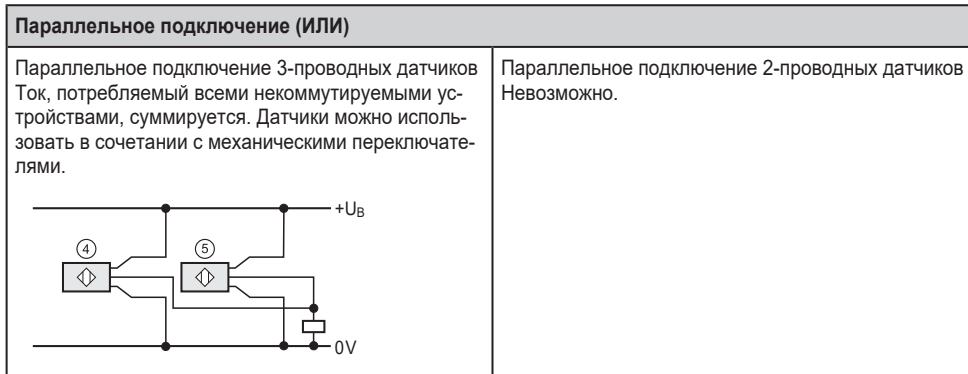 Параллельное подключение (ИЛИ)
Параллельное подключение 3-проводных датчиков
Ток, потребляемый всеми некоммутируемыми ус-
тройствами, суммируется. Датчики можно исполь-
зовать в сочетании с механическими переключате-
лями.
+UB
4
5
0V
Параллельное подключение 2-проводных датчиков
Невозможно.